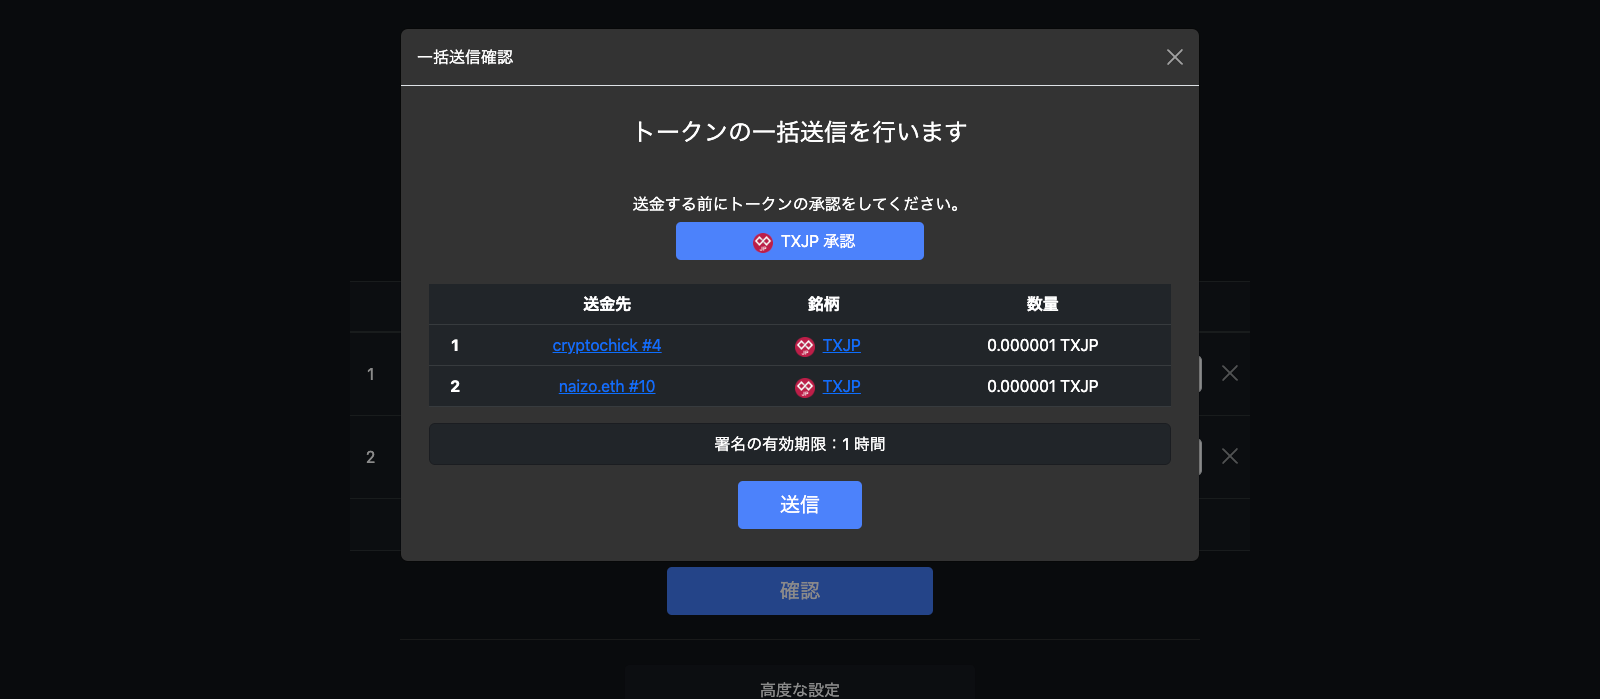 一括送信確認
トークンの一括送信を行います
送金する前にトークンの承認をしてください。
TXJP 承認
送金先 銘柄 数量
1 cryptochick #4 TXJP 0.000001 TXJP
2 naizo.eth #10 TXJP 0.000001 TXJP
署名の有効期限：1 時間
送信
1
2
確認
高度な設定